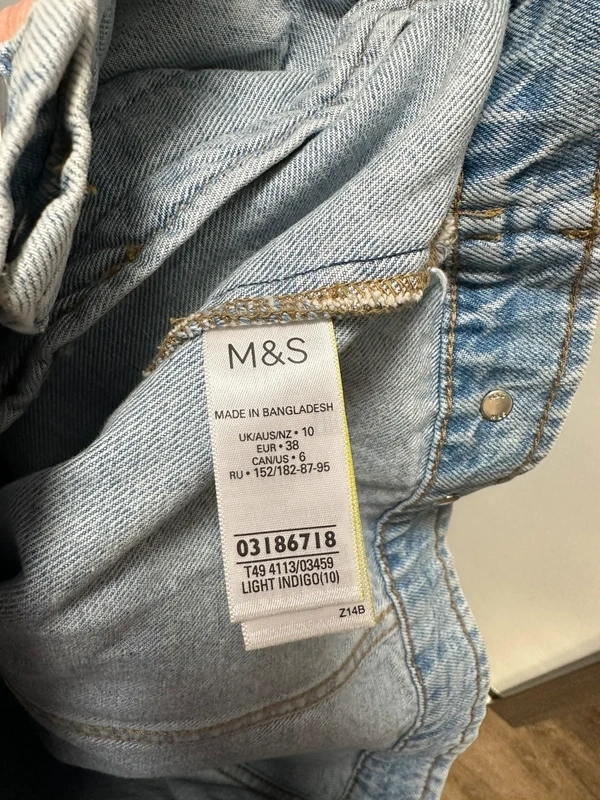 M&S
MADE IN BANGLADESH
UK/AUS/NZ • 10
EUR • 38
CAN/US • 6
RU • 152/182-87-95
03186718
T49 4113/03459
LIGHT INDIGO(10)
Z14B